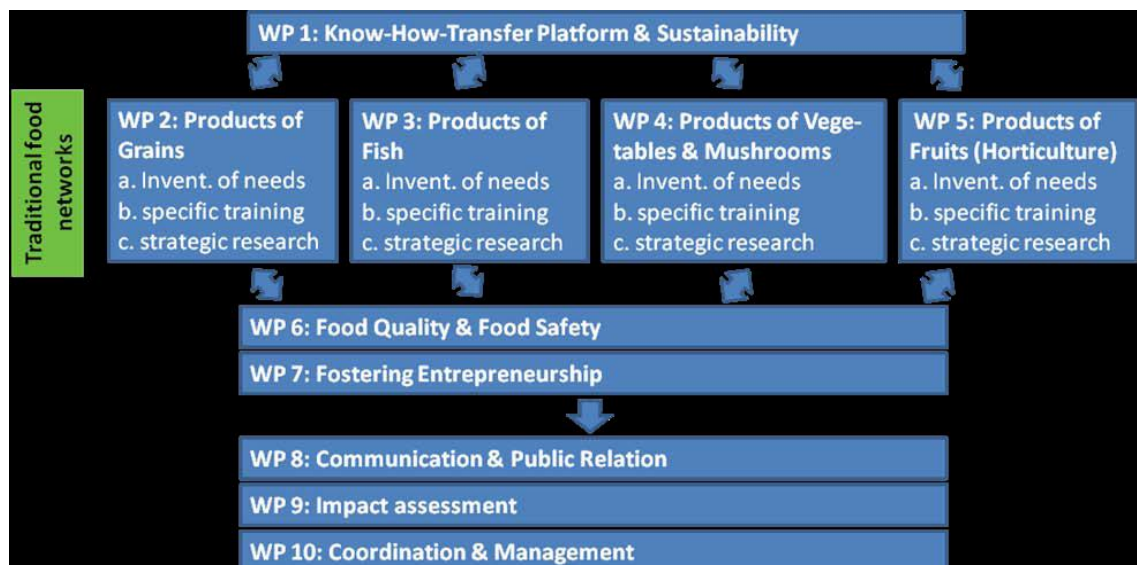 WP 1: Know-How-Transfer Platform & Sustainability
Traditional food
networks
WP 2: Products of
Grains
a. Invent. of needs
b. specific training
c. strategic research
WP 3: Products of
Fish
a. Invent. of needs
b. specific training
c. strategic research
WP 4: Products of Vege-
tables & Mushrooms
a. Invent. of needs
b. specific training
c. strategic research
WP 5: Products of
Fruits (Horticulture)
a. Invent. of needs
b. specific training
c. strategic research
WP 6: Food Quality & Food Safety
WP 7: Fostering Entrepreneurship
WP 8: Communication & Public Relation
WP 9: Impact assessment
WP 10: Coordination & Management